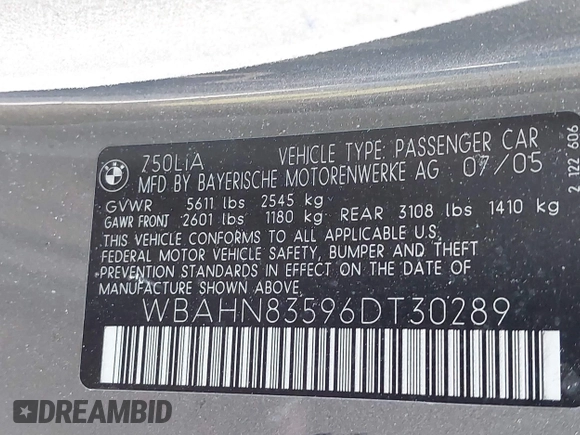 BMW
750LiA VEHICLE TYPE: PASSENGER CAR
MFD BY BAYERISCHE MOTORENWERKE AG 07/05
GVWR 5611 lbs 2545 kg
GAWR FRONT 2601 lbs 1180 kg REAR 3108 lbs 1410 kg
THIS VEHICLE CONFORMS TO ALL APPLICABLE U.S.
FEDERAL MOTOR VEHICLE SAFETY, BUMPER AND THEFT
PREVENTION STANDARDS IN EFFECT ON THE DATE OF
MANUFACTURE SHOWN ABOVE.
WBAHN83596DT30289
2 122 606
DREAMBID